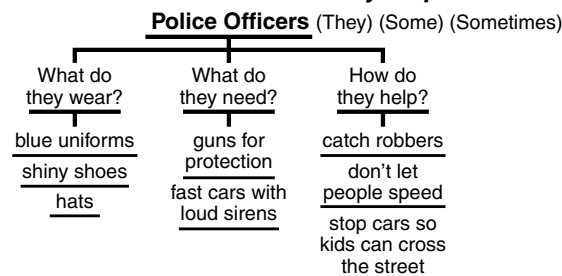 Police Officers (They) (Some) (Sometimes)
What do
they wear?
blue uniforms
shiny shoes
hats
What do
they need?
guns for
protection
fast cars with
loud sirens
How do
they help?
catch robbers
don't let
people speed
stop cars so
kids can cross
the street